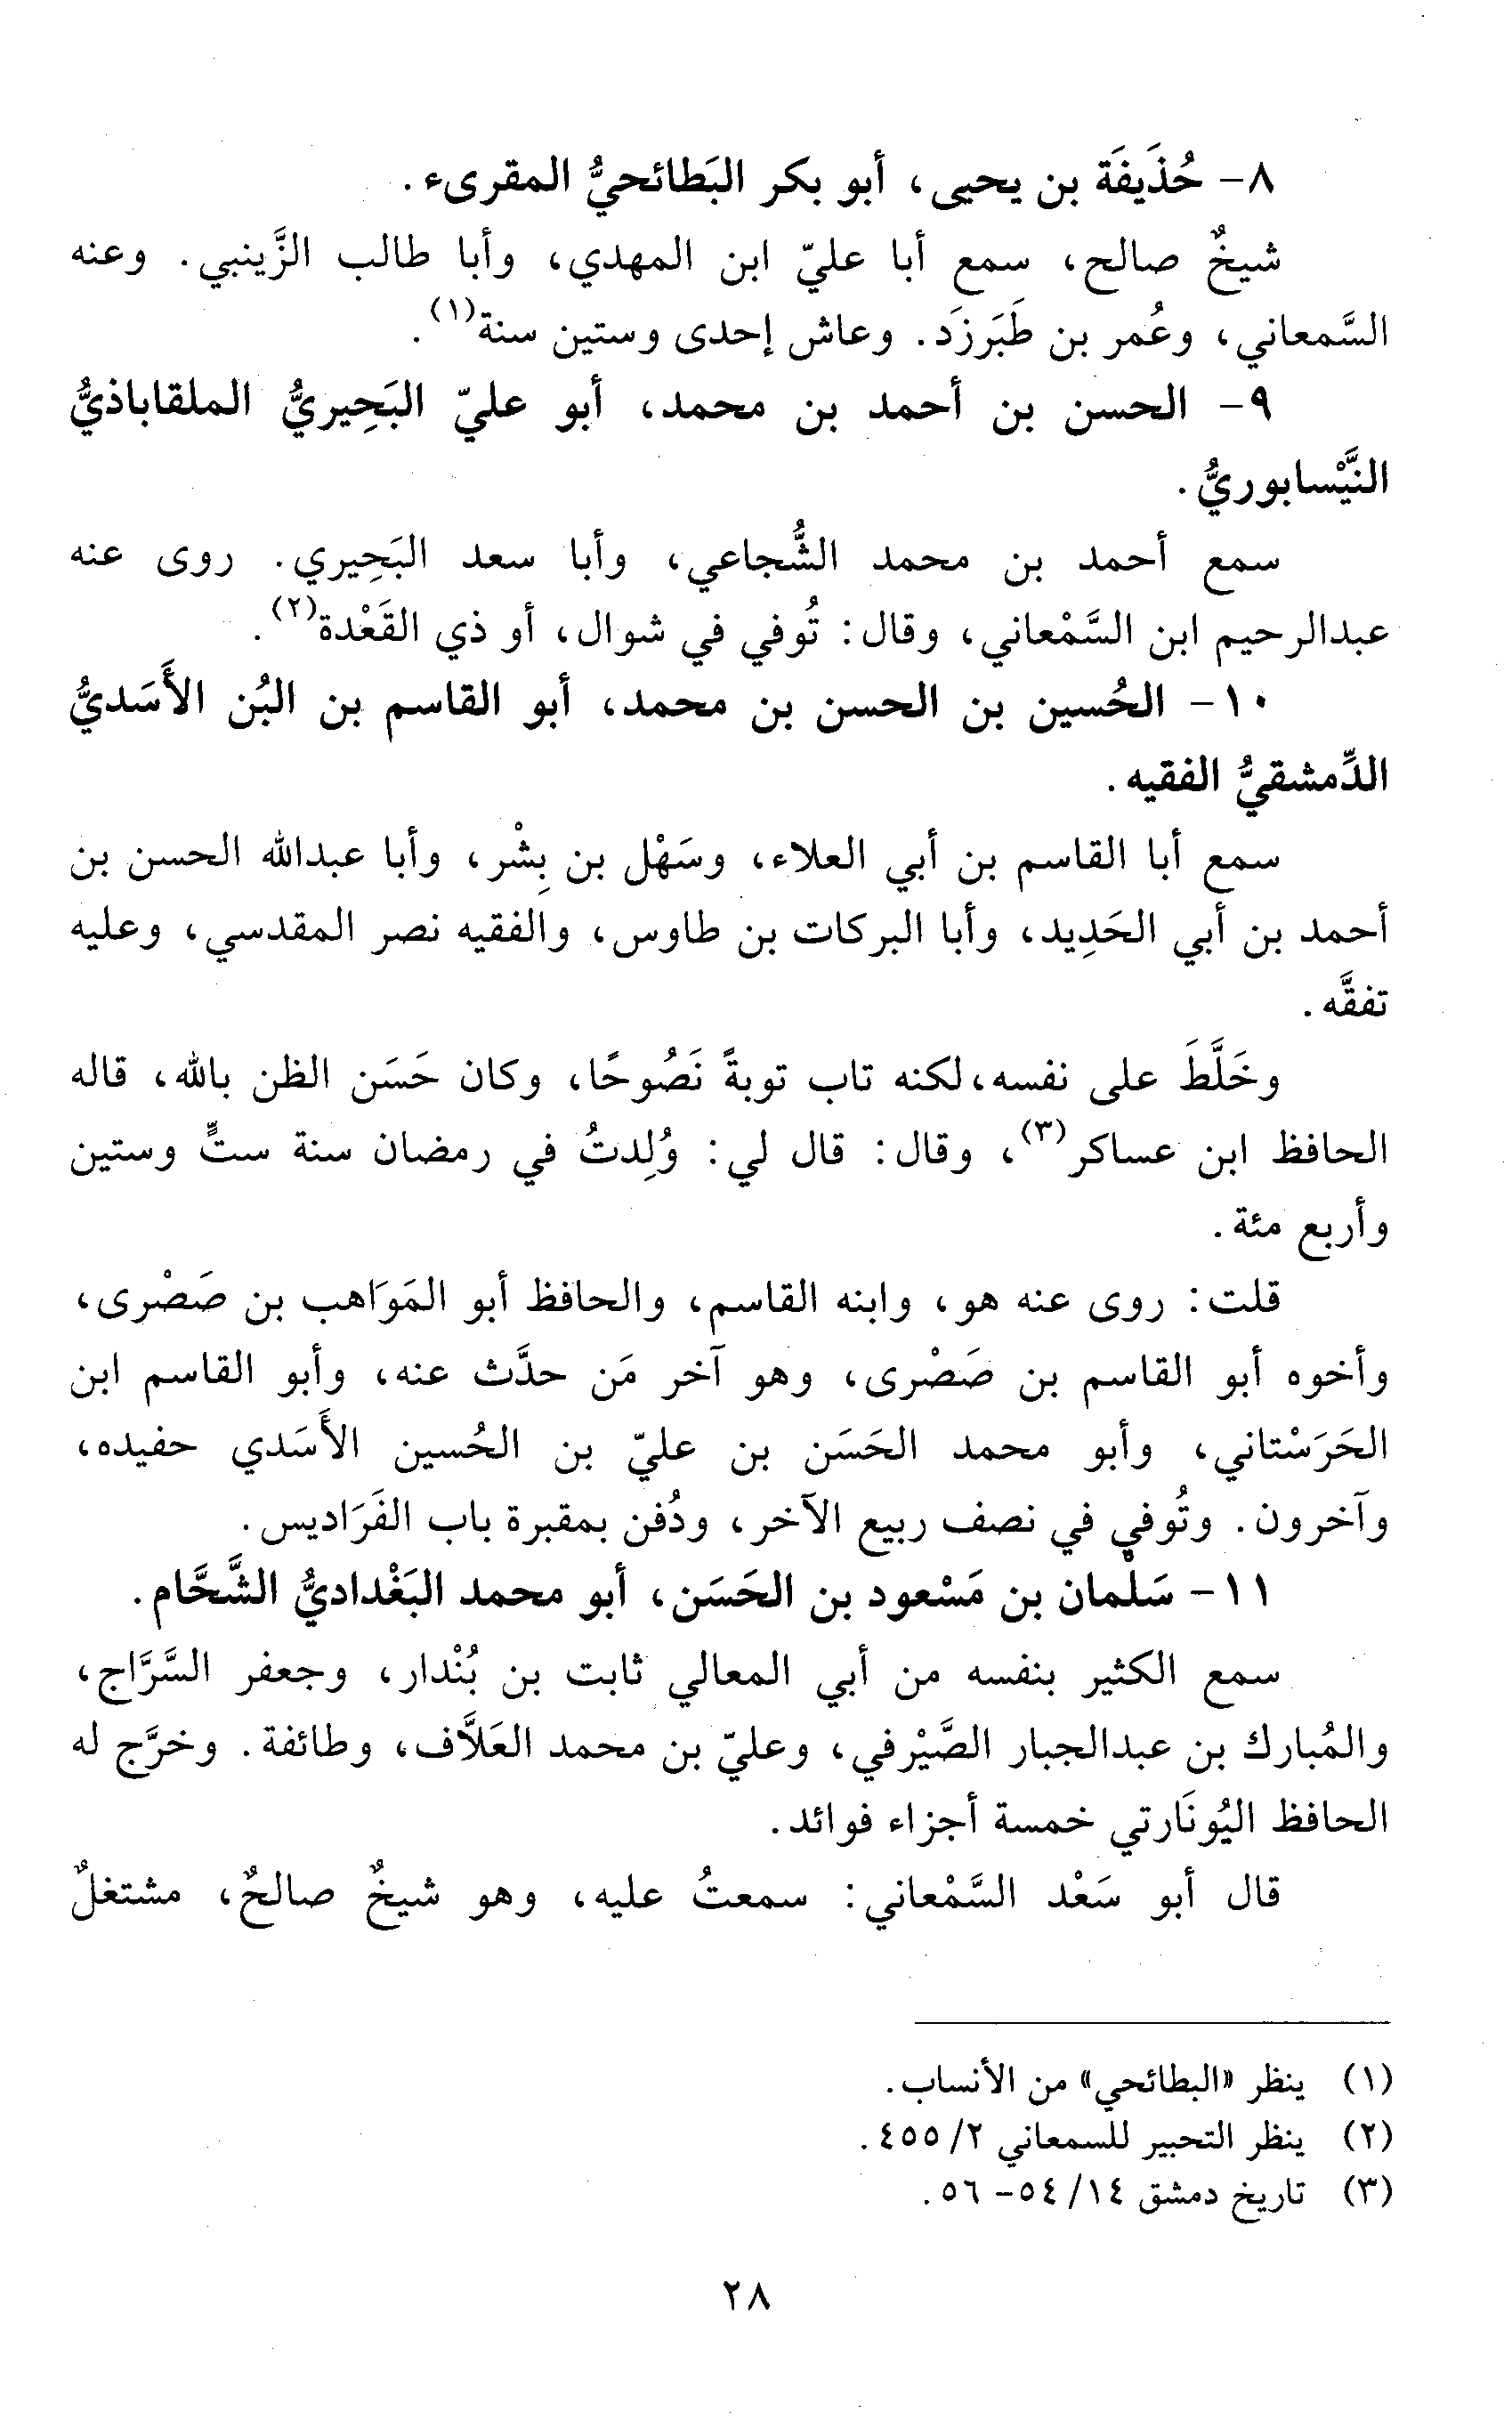 ٨- حُذَيفَة بن يحيى، أبو بكر البَطائحيُّ المقرىء.
شيخٌ صالح، سمع أبا عليّ ابن المهدي، وأبا طالب الزَّينبي. وعنه
السَّمعاني، وعُمر بن طَبَرزَد. وعاش إحدى وستين سنة(١).
٩- الحسن بن أحمد بن محمد، أبو عليّ البَحِيريُّ الملقاباذيُّ
النَّيْسابوريُّ.
سمع أحمد بن محمد الشُّجاعي، وأبا سعد البَحِيري. روى عنه
عبدالرحيم ابن السَّمْعاني، وقال: تُوفي في شوال، أو ذي القَعْدة(٢).
١٠- الحُسين بن الحسن بن محمد، أبو القاسم بن البُن الأَسَديُّ
الدِّمشقيُّ الفقيه.
سمع أبا القاسم بن أبي العلاء، وسَهْل بن بِشْر، وأبا عبدالله الحسن بن
أحمد بن أبي الحَدِيد، وأبا البركات بن طاوس، والفقيه نصر المقدسي، وعليه
تفقَّه.
وخَلَّطَ على نفسه، لكنه تاب توبةً نَصُوحًا، وكان حَسَن الظن بالله، قاله
الحافظ ابن عساكر(٣)، وقال: قال لي: وُلِدتُ في رمضان سنة ستٍّ وستين
وأربع مئة.
قلت: روى عنه هو، وابنه القاسم، والحافظ أبو المَوَاهب بن صَصْرى،
وأخوه أبو القاسم بن صَصْرى، وهو آخر مَن حدَّث عنه، وأبو القاسم ابن
الحَرَسْتاني، وأبو محمد الحَسَن بن عليّ بن الحُسين الأَسَدي حفيده،
وآخرون. وتُوفي في نصف ربيع الآخر، ودُفن بمقبرة باب الفَرَاديس.
١١- سَلْمان بن مَسْعود بن الحَسَن، أبو محمد البَغْداديُّ الشَّحَّام.
سمع الكثير بنفسه من أبي المعالي ثابت بن بُنْدار، وجعفر السَّرَّاج،
والمُبارك بن عبدالجبار الصَّيْرفي، وعليّ بن محمد العَلاَّف، وطائفة. وخرَّج له
الحافظ اليُونَارتي خمسة أجزاء فوائد.
قال أبو سَعْد السَّمْعاني: سمعتُ عليه، وهو شيخٌ صالحٌ، مشتغلٌ
(١) ينظر «البطائحي» من الأنساب.
(٢) ينظر التحبير للسمعاني ٢/ ٤٥٥.
(٣) تاريخ دمشق ١٤/ ٥٤- ٥٦.
٢٨